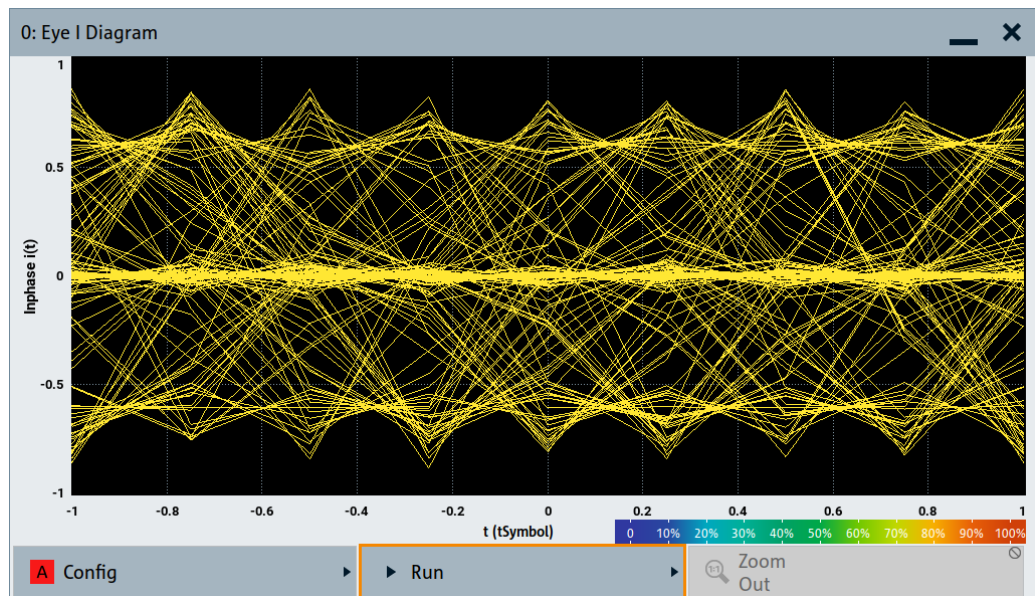 0: Eye I Diagram
1
0.5
0
-0.5
-1
Inphase i(t)
-1 -0.8 -0.6 -0.4 -0.2 0 0.2 0.4 0.6 0.8 1
t (tSymbol)
0 10% 20% 30% 40% 50% 60% 70% 80% 90% 100%
A Config
Run
1:1 Zoom
Out